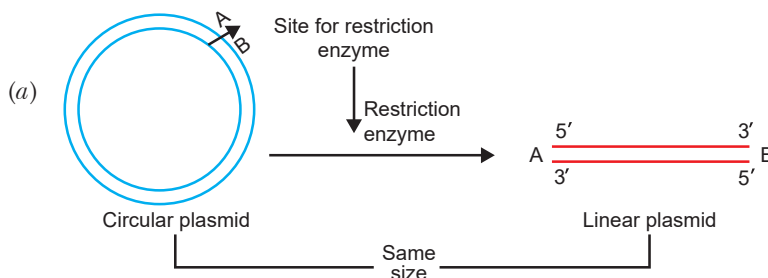 A
B
Site for restriction
enzyme
(a)
Restriction
enzyme
5′ 3′
A B
3′ 5′
Circular plasmid
Linear plasmid
Same
size